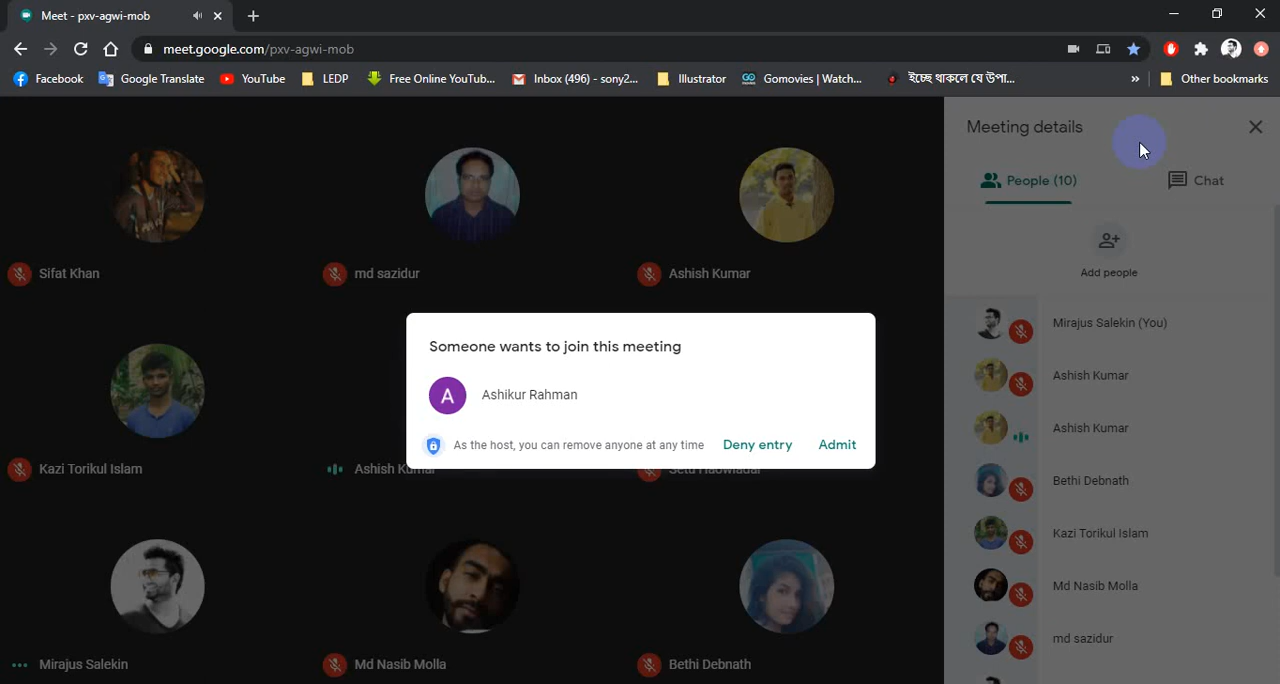 Meet - pxv-agwi-mob
meet.google.com/pxv-agwi-mob
Facebook Google Translate YouTube LEDP Free Online YouTub... Inbox (496) - sony2... Illustrator Gomovies | Watch... ইচ্ছে থাকলে যে উপা... » Other bookmarks
Meeting details
People (10) Chat
Add people
Sifat Khan md sazidur Ashish Kumar
Mirajus Salekin (You)
Someone wants to join this meeting
Ashish Kumar
A Ashikur Rahman
Ashish Kumar
As the host, you can remove anyone at any time Deny entry Admit
Kazi Torikul Islam Ashish Kumar
Bethi Debnath
Kazi Torikul Islam
Md Nasib Molla
md sazidur
Mirajus Salekin Md Nasib Molla Bethi Debnath